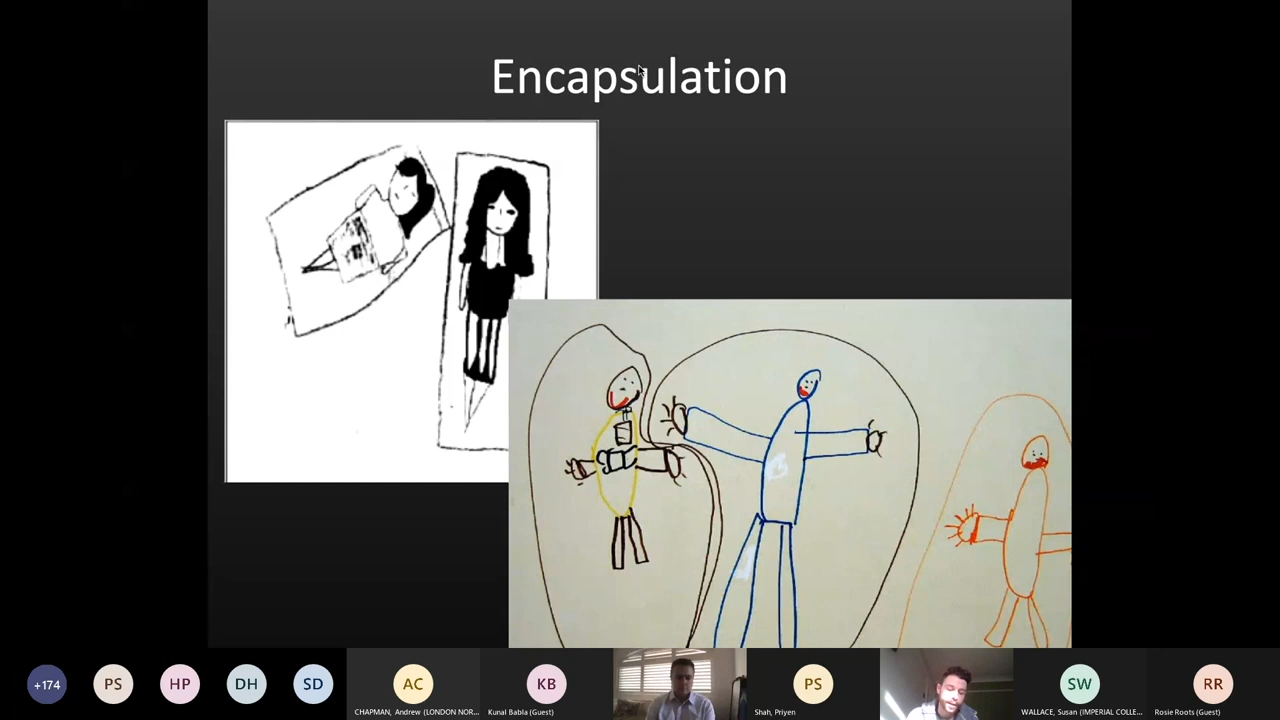 Encapsulation
+174
PS
HP
DH
SD
AC
KB
PS
SW
RR
CHAPMAN, Andrew (LONDON NOR...
Kunal Babla (Guest)
Shah, Priyen
WALLACE, Susan (IMPERIAL COLLE...
Rosie Roots (Guest)